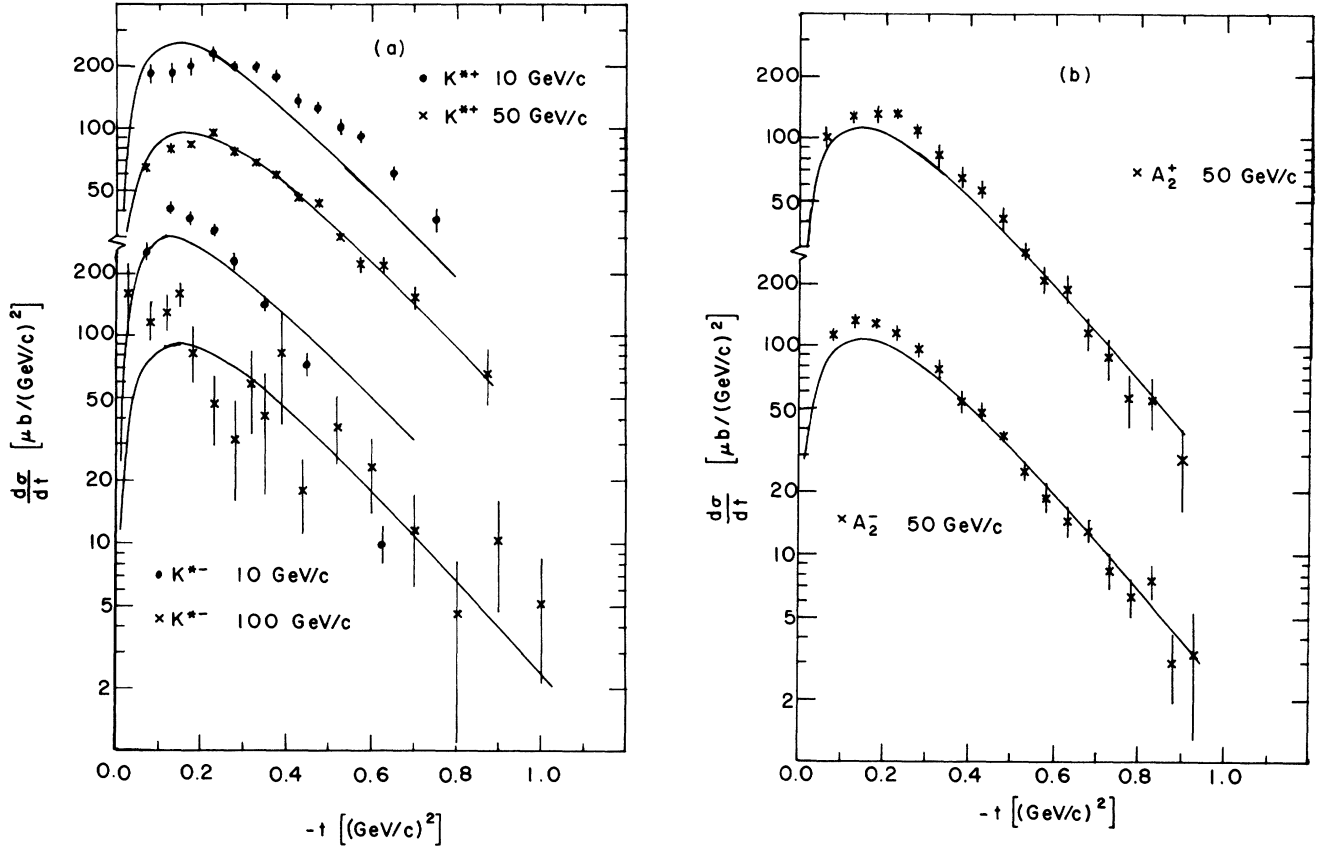 (a)
200
100
50
200
100
50
20
10
5
2
K*+ 10 GeV/c
K*+ 50 GeV/c
K*- 10 GeV/c
K*- 100 GeV/c
dσ/dt [μb/(GeV/c)²]
0.0 0.2 0.4 0.6 0.8 1.0
-t [(GeV/c)²]
(b)
200
100
50
200
100
50
20
10
5
2
A₂⁺ 50 GeV/c
A₂⁻ 50 GeV/c
dσ/dt [μb/(GeV/c)²]
0.0 0.2 0.4 0.6 0.8 1.0
-t [(GeV/c)²]